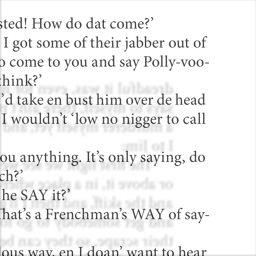 sted! How do dat come?’
I got some of their jabber out of
o come to you and say Polly-voo-
think?’
’d take en bust him over de head
I wouldn’t ‘low no nigger to call
ou anything. It’s only saying, do
ch?’
he SAY it?’
That’s a Frenchman’s WAY of say-
ous way, en I doan’ want to hear